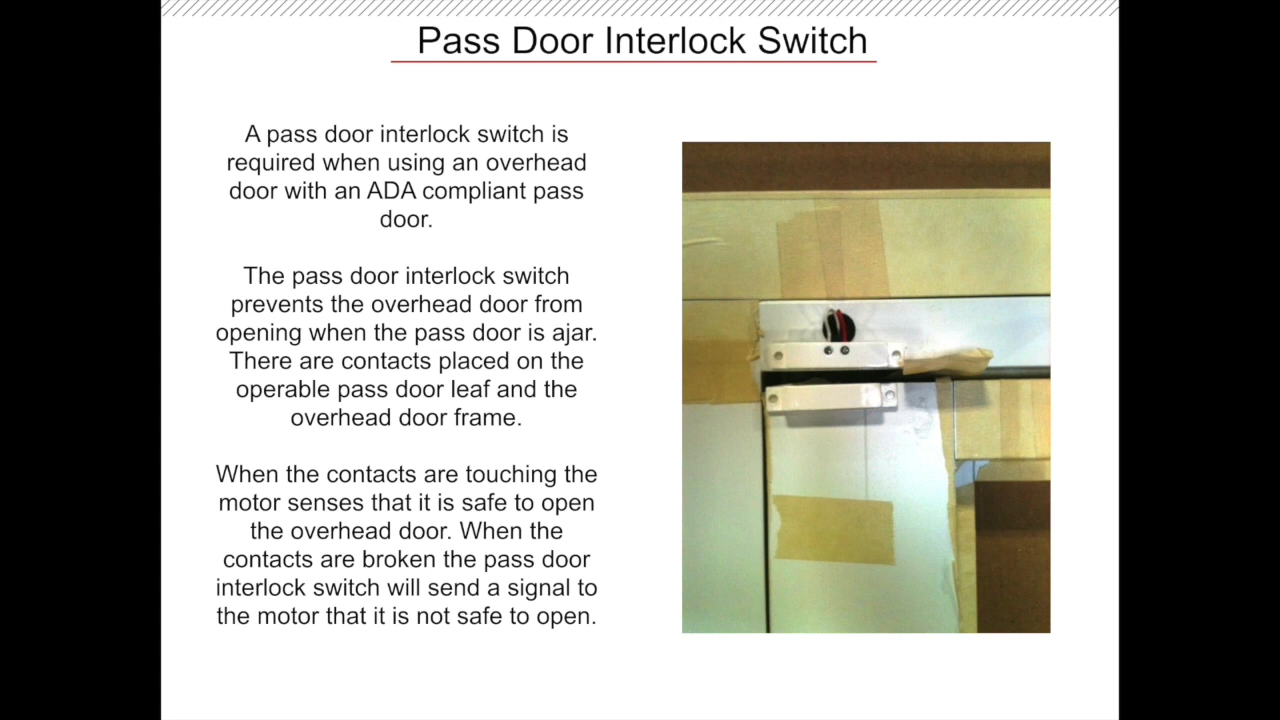 Pass Door Interlock Switch
A pass door interlock switch is
required when using an overhead
door with an ADA compliant pass
door.
The pass door interlock switch
prevents the overhead door from
opening when the pass door is ajar.
There are contacts placed on the
operable pass door leaf and the
overhead door frame.
When the contacts are touching the
motor senses that it is safe to open
the overhead door. When the
contacts are broken the pass door
interlock switch will send a signal to
the motor that it is not safe to open.